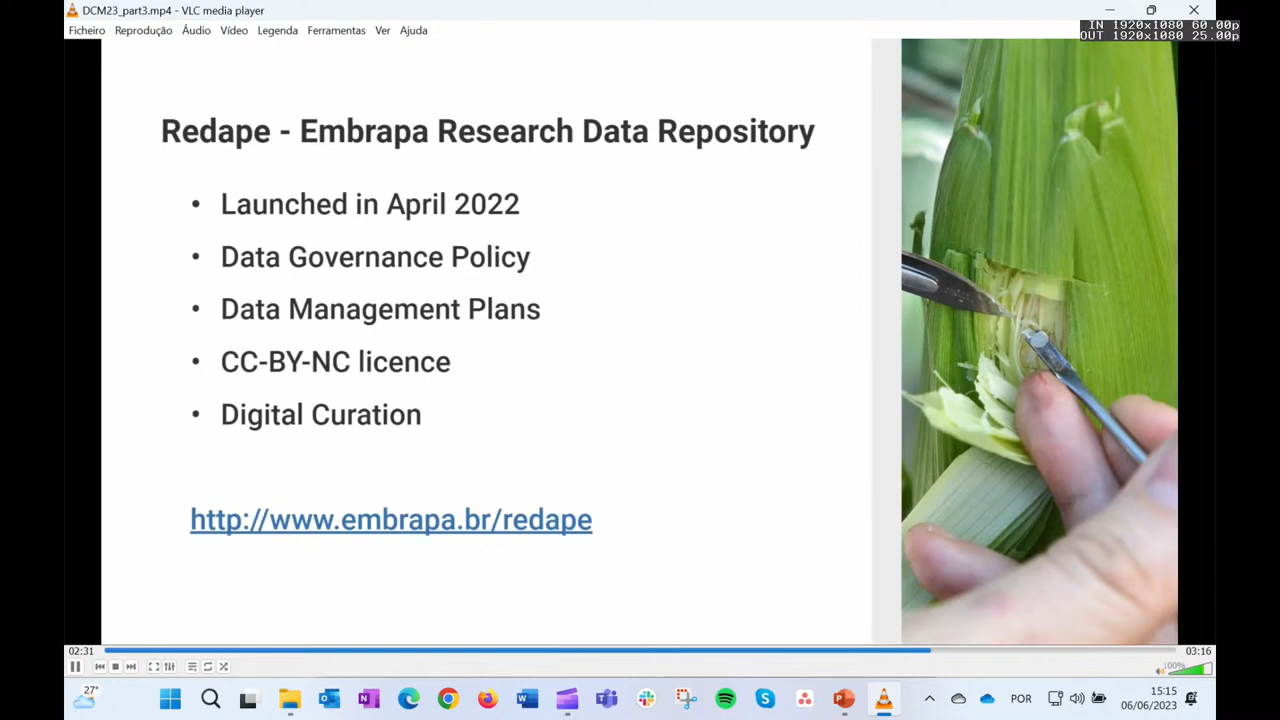 DCM23_part3.mp4 - VLC media player
Ficheiro Reprodução Áudio Vídeo Legenda Ferramentas Ver Ajuda
IN 1920x1080 60.00p
OUT 1920x1080 25.00p
Redape - Embrapa Research Data Repository
• Launched in April 2022
• Data Governance Policy
• Data Management Plans
• CC-BY-NC licence
• Digital Curation
http://www.embrapa.br/redape
02:31 03:16
100%
27°
POR
15:15
06/06/2023